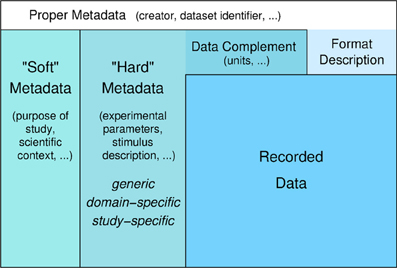 Proper Metadata (creator, dataset identifier, ...)
"Soft"
Metadata
(purpose of
study,
scientific
context, ...)
"Hard"
Metadata
(experimental
parameters,
stimulus
description, ...)
generic
domain-specific
study-specific
Data Complement
(units, ...)
Format
Description
Recorded
Data